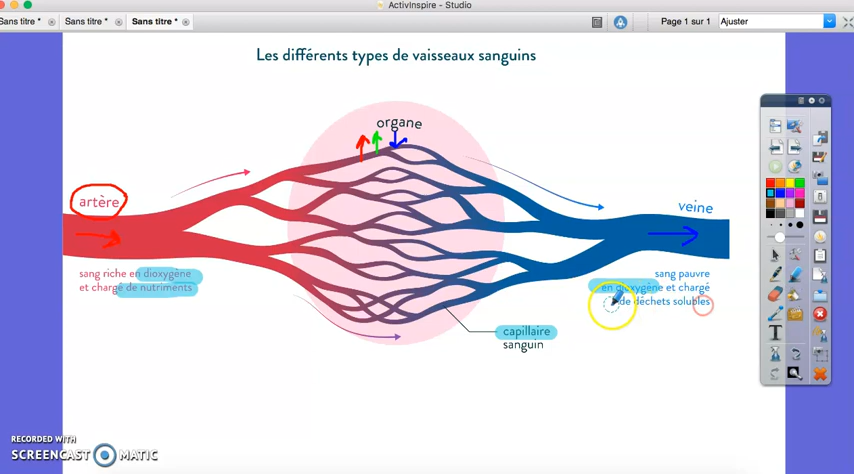 ActivInspire - Studio
Sans titre *
Sans titre *
Sans titre *
Page 1 sur 1
Ajuster
Les différents types de vaisseaux sanguins
organe
artère
veine
sang riche en dioxygène
et chargé de nutriments
sang pauvre
en dioxygène et chargé
de déchets solubles
capillaire
sanguin
T
RECORDED WITH
SCREENCAST MATIC